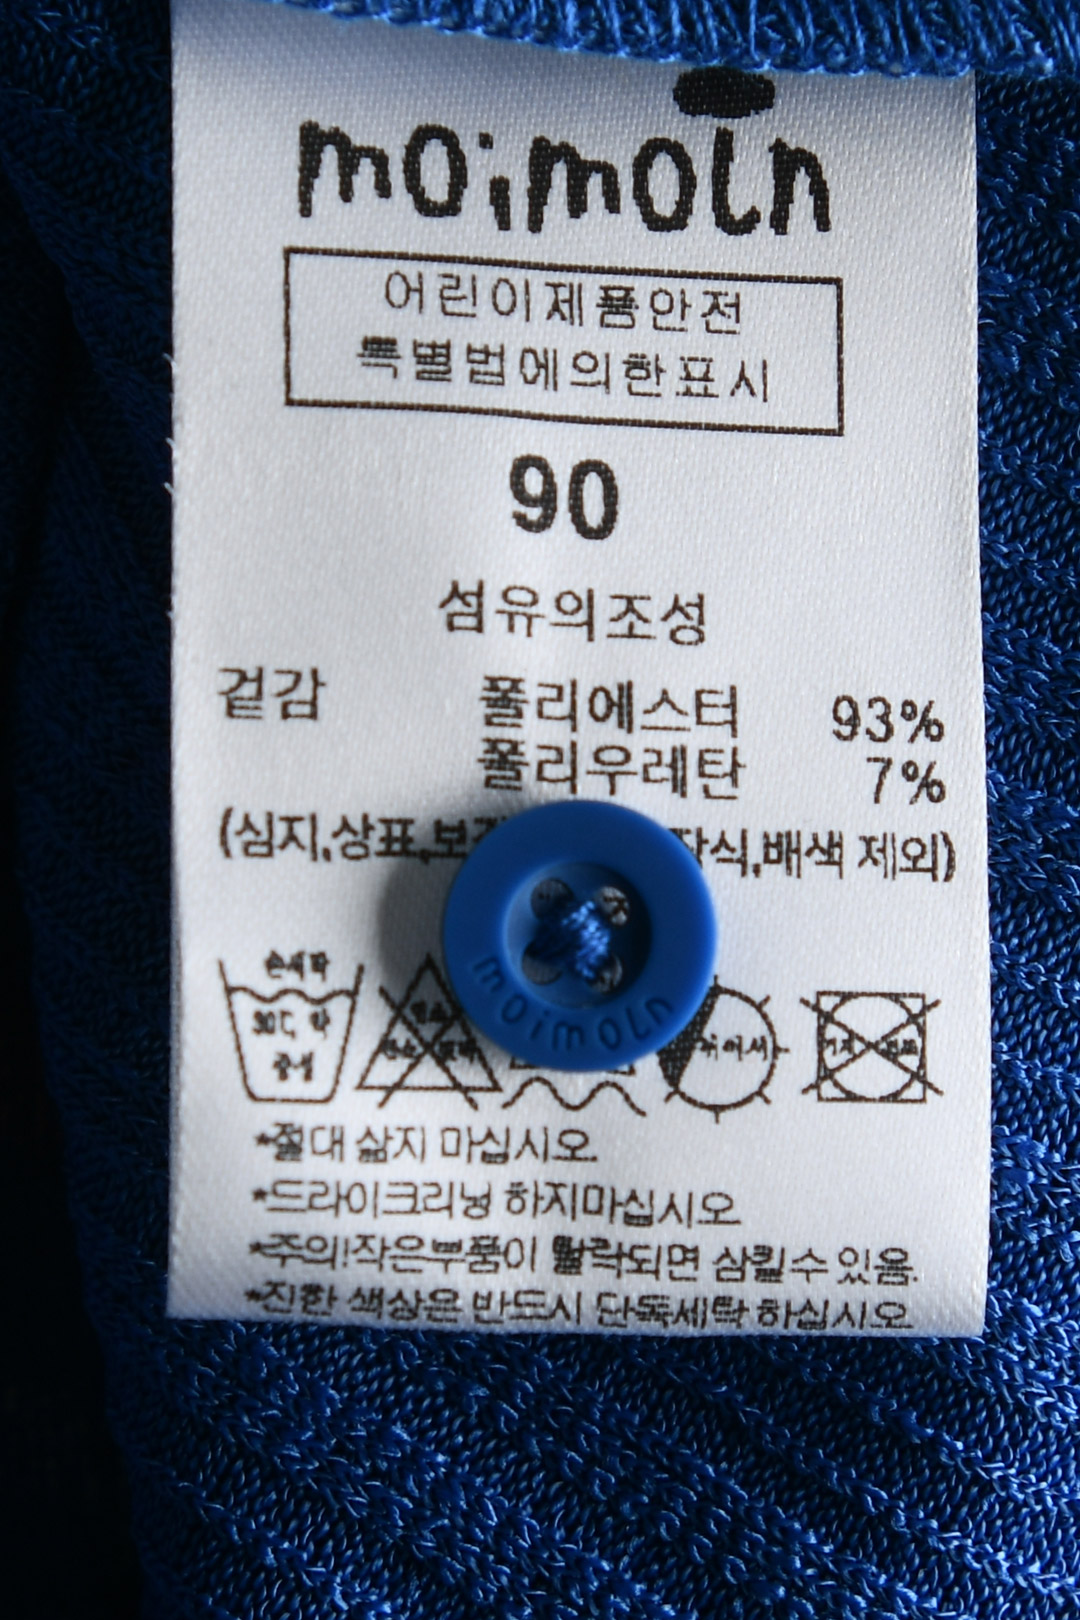 moimoln
어린이제품안전
특별법에의한표시
90
섬유의조성
겉감 폴리에스터 93%
폴리우레탄 7%
(심지,상표, 장식,배색 제외)
손세탁
30℃
중성
moimoln
*절대 삶지 마십시오.
*드라이크리닝 하지마십시오
*주의!작은부품이 탈락되면 삼킬수 있음.
*진한 색상은 반드시 단독세탁 하십시오